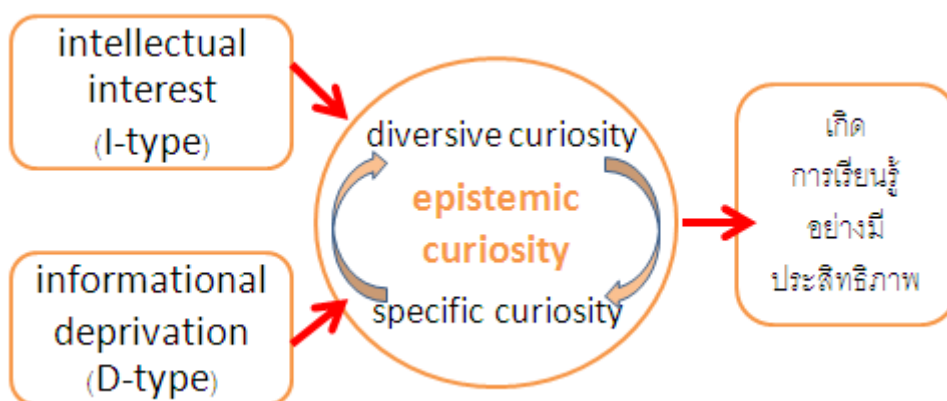 intellectual
interest
(I-type)
informational
deprivation
(D-type)
diversive curiosity
epistemic
curiosity
specific curiosity
เกิด
การเรียนรู้
อย่างมี
ประสิทธิภาพ